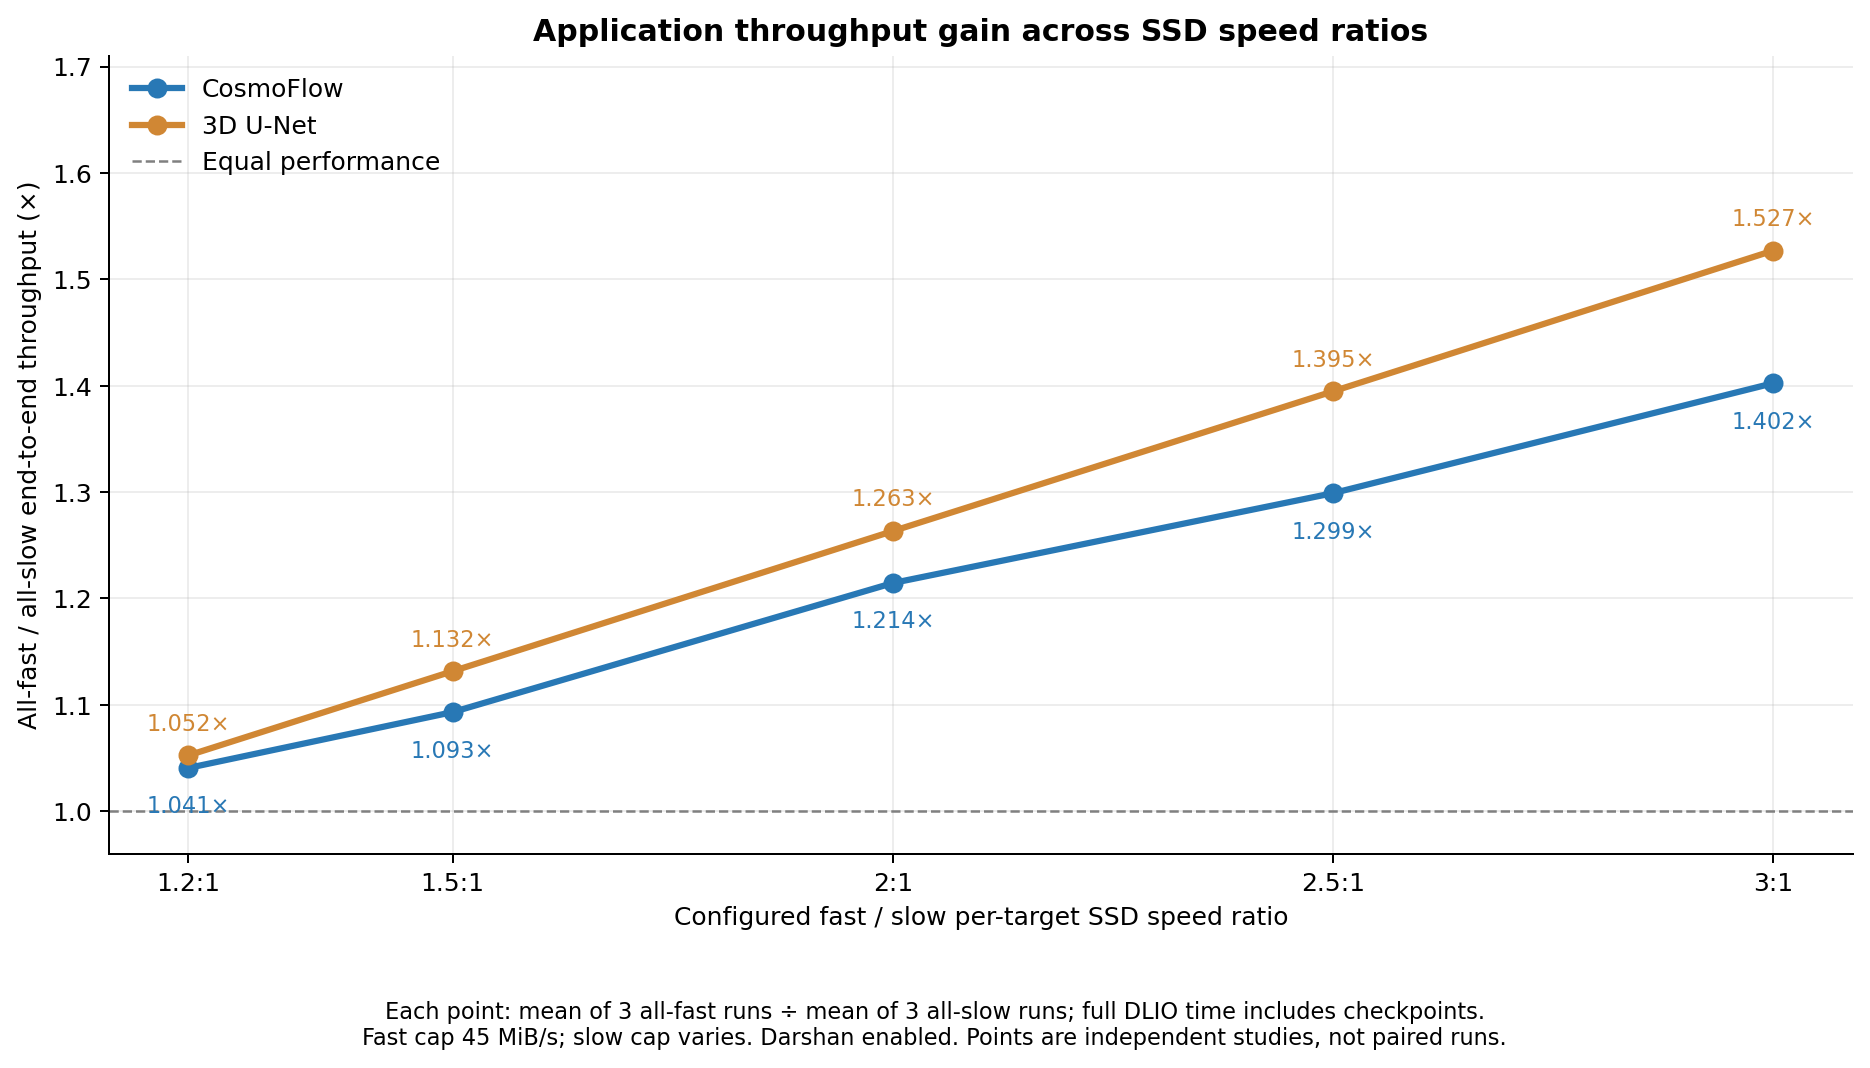 Application throughput gain across SSD speed ratios
CosmoFlow
3D U-Net
Equal performance
All-fast / all-slow end-to-end throughput (×)
1.7
1.6
1.5
1.4
1.3
1.2
1.1
1.0
1.052×
1.132×
1.263×
1.395×
1.527×
1.041×
1.093×
1.214×
1.299×
1.402×
1.2:1
1.5:1
2:1
2.5:1
3:1
Configured fast / slow per-target SSD speed ratio
Each point: mean of 3 all-fast runs ÷ mean of 3 all-slow runs; full DLIO time includes checkpoints.
Fast cap 45 MiB/s; slow cap varies. Darshan enabled. Points are independent studies, not paired runs.